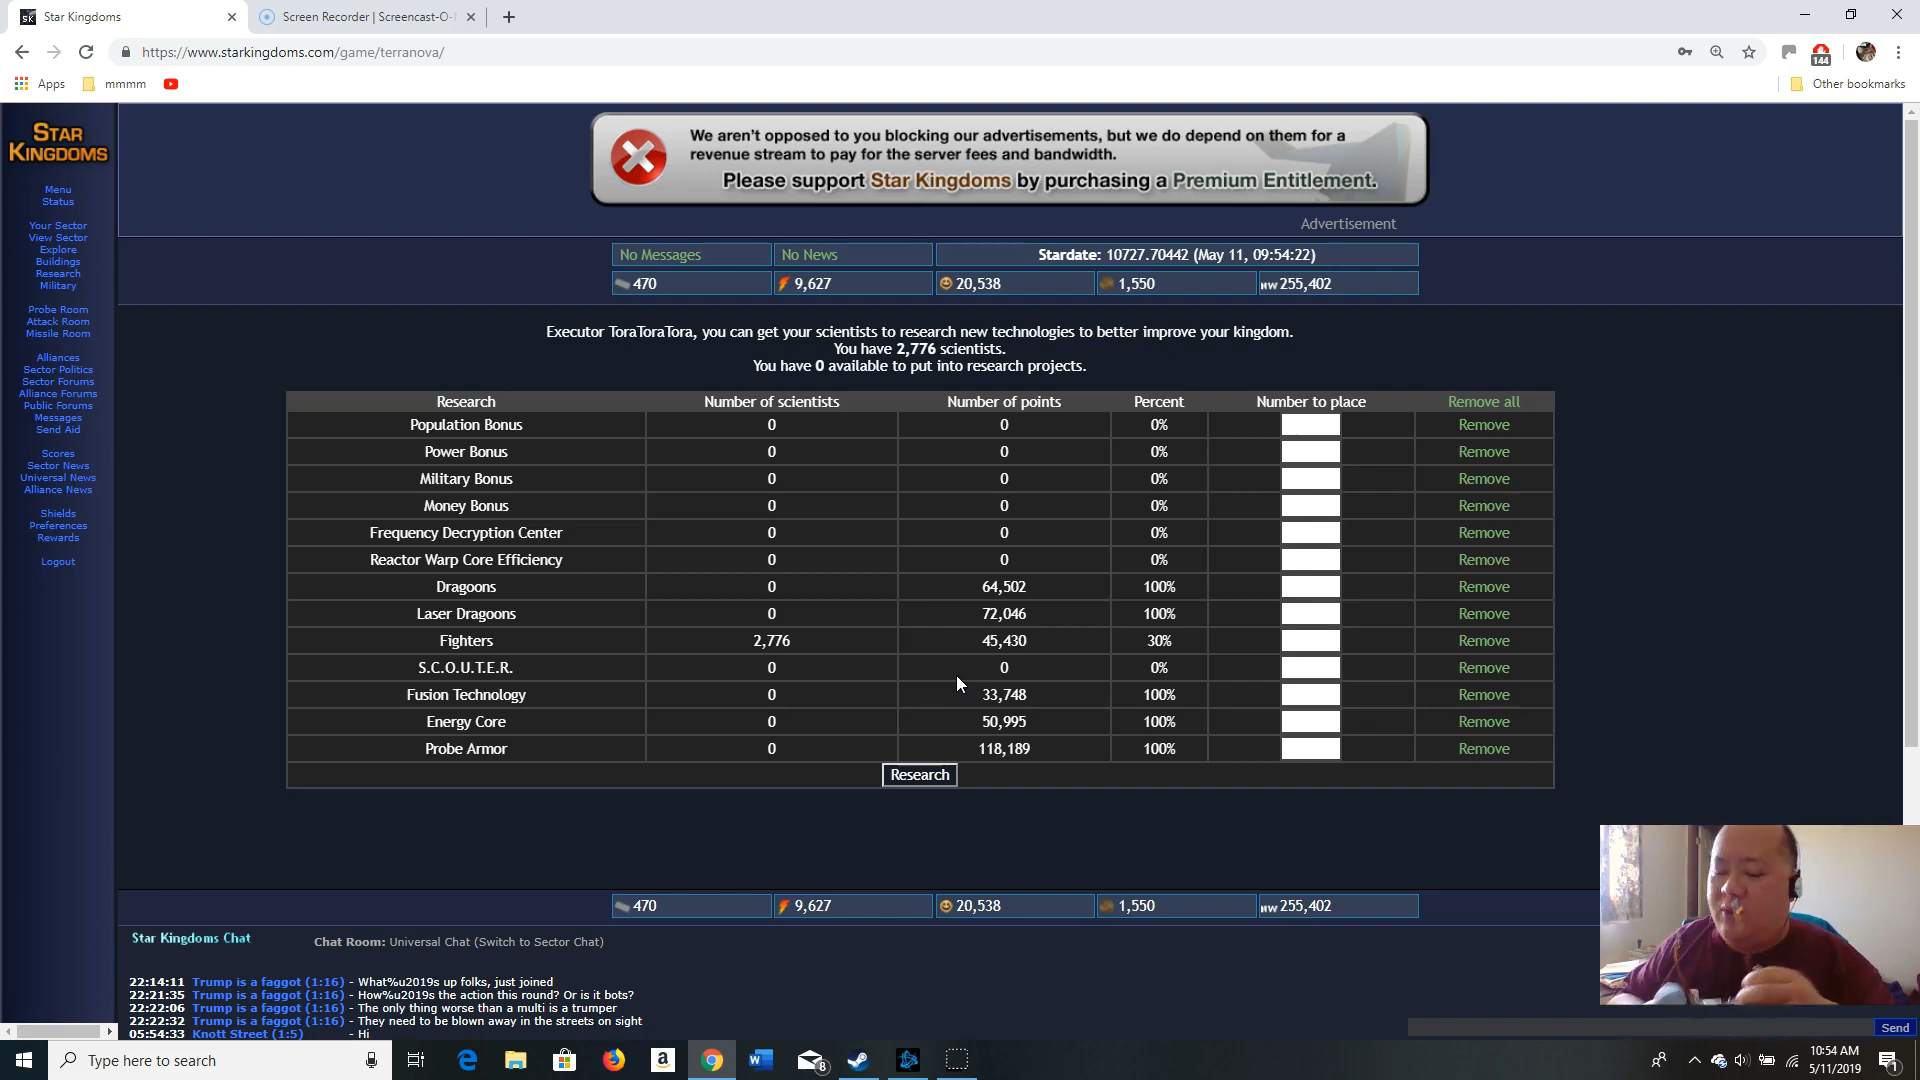 Star Kingdoms
Screen Recorder | Screencast-O-
https://www.starkingdoms.com/game/terranova/
144
Apps
mmmm
Other bookmarks
STAR
KINGDOMS
We aren't opposed to you blocking our advertisements, but we do depend on them for a
revenue stream to pay for the server fees and bandwidth.
Please support Star Kingdoms by purchasing a Premium Entitlement.
Advertisement
Menu
Status
Your Sector
View Sector
Explore
Buildings
Research
Military
Probe Room
Attack Room
Missile Room
Alliances
Sector Politics
Sector Forums
Alliance Forums
Public Forums
Messages
Send Aid
Scores
Sector News
Universal News
Alliance News
Shields
Preferences
Rewards
Logout
No Messages No News Stardate: 10727.70442 (May 11, 09:54:22)
470 9,627 20,538 1,550 NW 255,402
Executor ToraToraTora, you can get your scientists to research new technologies to better improve your kingdom.
You have 2,776 scientists.
You have 0 available to put into research projects.
Research Number of scientists Number of points Percent Number to place Remove all
Population Bonus 0 0 0% Remove
Power Bonus 0 0 0% Remove
Military Bonus 0 0 0% Remove
Money Bonus 0 0 0% Remove
Frequency Decryption Center 0 0 0% Remove
Reactor Warp Core Efficiency 0 0 0% Remove
Dragoons 0 64,502 100% Remove
Laser Dragoons 0 72,046 100% Remove
Fighters 2,776 45,430 30% Remove
S.C.O.U.T.E.R. 0 0 0% Remove
Fusion Technology 0 33,748 100% Remove
Energy Core 0 50,995 100% Remove
Probe Armor 0 118,189 100% Remove
Research
470 9,627 20,538 1,550 NW 255,402
Star Kingdoms Chat
Chat Room: Universal Chat (Switch to Sector Chat)
22:14:11 Trump is a faggot (1:16) - What%u2019s up folks, just joined
22:21:35 Trump is a faggot (1:16) - How%u2019s the action this round? Or is it bots?
22:22:06 Trump is a faggot (1:16) - The only thing worse than a multi is a trumper
22:22:32 Trump is a faggot (1:16) - They need to be blown away in the streets on sight
05:54:33 Knott Street (1:5) - Hi
Send
Type here to search
8
10:54 AM
5/11/2019
1